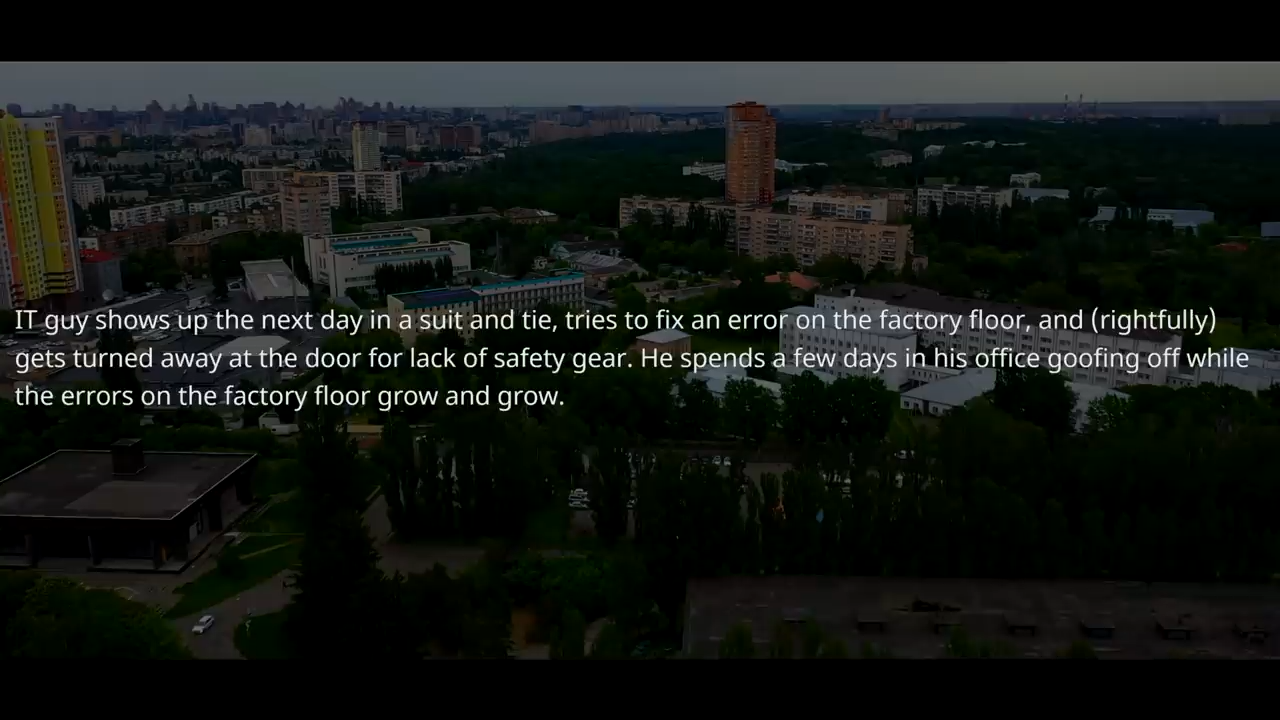 IT guy shows up the next day in a suit and tie, tries to fix an error on the factory floor, and (rightfully)
gets turned away at the door for lack of safety gear. He spends a few days in his office goofing off while
the errors on the factory floor grow and grow.